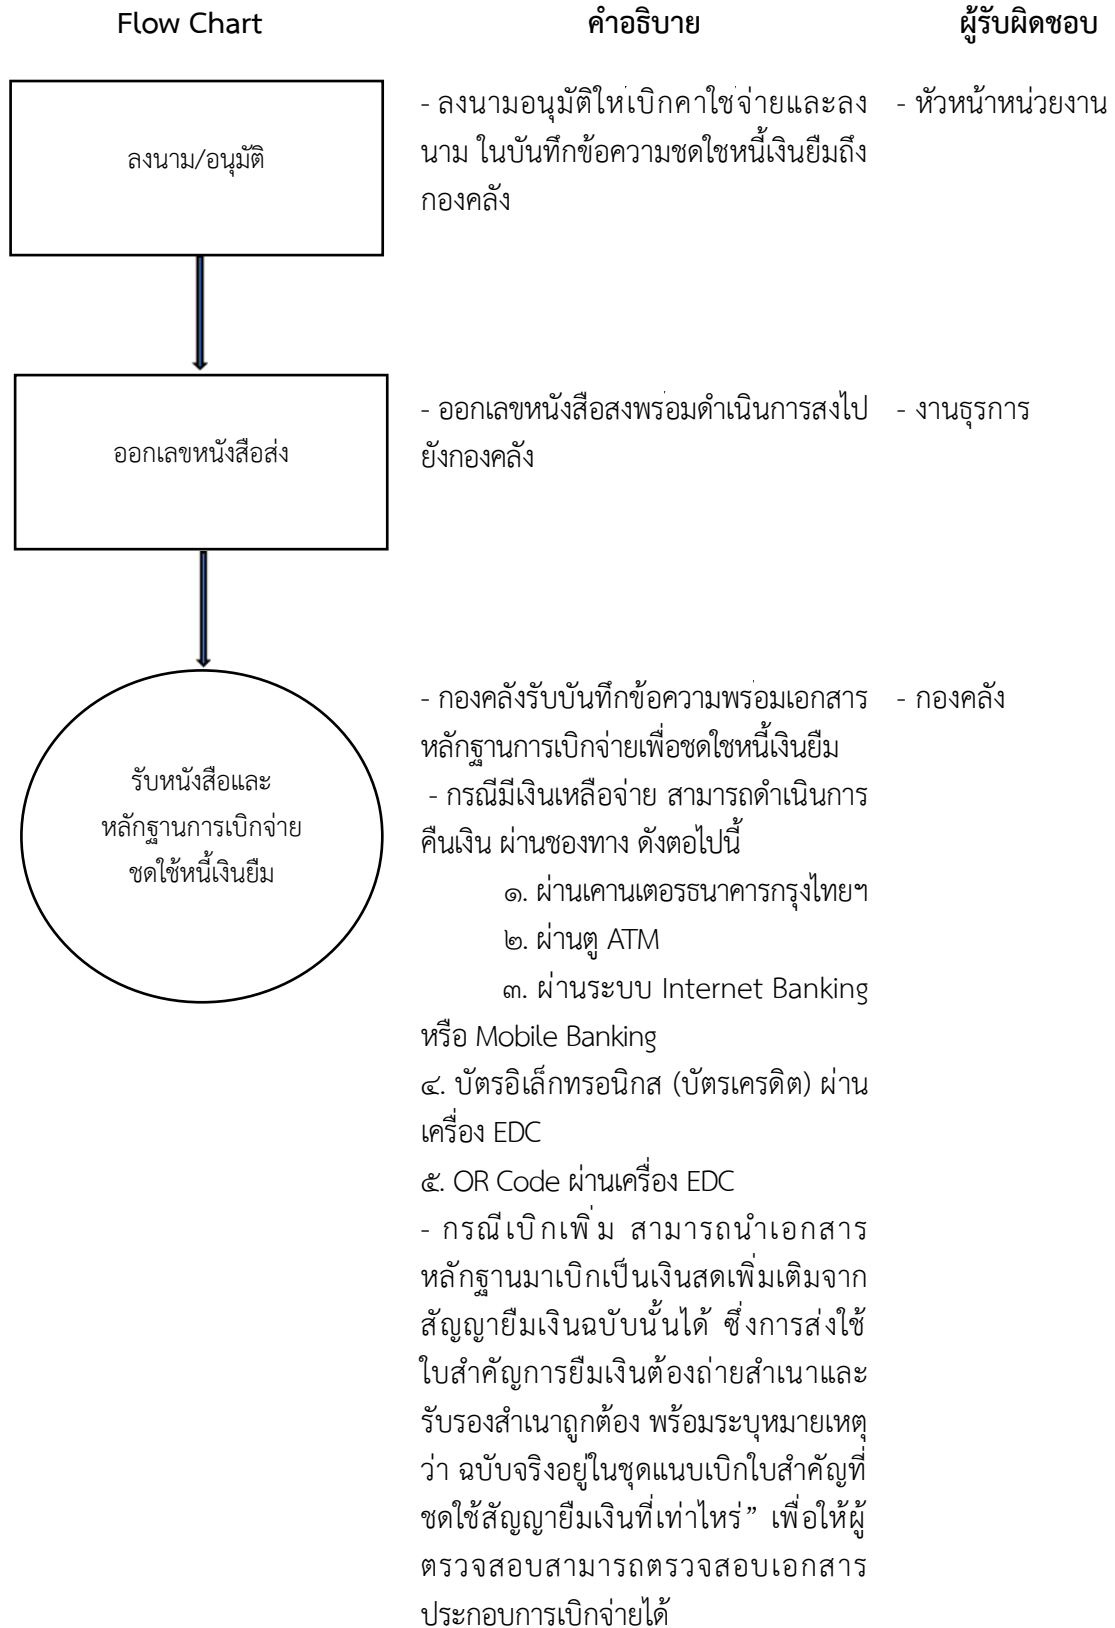 Flow Chart คำอธิบาย ผู้รับผิดชอบ
ลงนาม/อนุมัติ
- ลงนามอนุมัติให้เบิกคาใช่จ่ายและลง
นาม ในบันทึกข้อความชดใชหนี้เงินยืมถึง
กองคลัง
- หัวหน้าหน่วยงาน
ออกเลขหนังสือส่ง
- ออกเลขหนังสือสงพร่อมดำเนินการสงไป
ยังกองคลัง
- งานธุรการ
รับหนังสือและ
หลักฐานการเบิกจ่าย
ชดใช้หนี้เงินยืม
- กองคลังรับบันทึกข้อความพร่อมเอกสาร
หลักฐานการเบิกจ่ายเพื่อชดใชหนี้เงินยืม
- กรณีมีเงินเหลือจ่าย สามารถดำเนินการ
คืนเงิน ผ่านชองทาง ดังตอไปนี้
๑. ผ่านเคานเตอรธนาคารกรุงไทยฯ
๒. ผ่านตู ATM
๓. ผ่านระบบ Internet Banking
หรือ Mobile Banking
๔. บัตรอิเล็กทรอนิกส (บัตรเครดิต) ผ่าน
เครื่อง EDC
๕. OR Code ผ่านเครื่อง EDC
- กรณีเบิกเพิ่ม สามารถนำเอกสาร
หลักฐานมาเบิกเป็นเงินสดเพิ่มเติมจาก
สัญญายืมเงินฉบับนั้นได้ ซึ่งการส่งใช้
ใบสำคัญการยืมเงินต้องถ่ายสำเนาและ
รับรองสำเนาถูกต้อง พร้อมระบุหมายเหตุ
ว่า ฉบับจริงอยู่ในชุดแนบเบิกใบสำคัญที่
ชดใช้สัญญายืมเงินที่เท่าไหร่” เพื่อให้ผู้
ตรวจสอบสามารถตรวจสอบเอกสาร
ประกอบการเบิกจ่ายได้
- กองคลัง